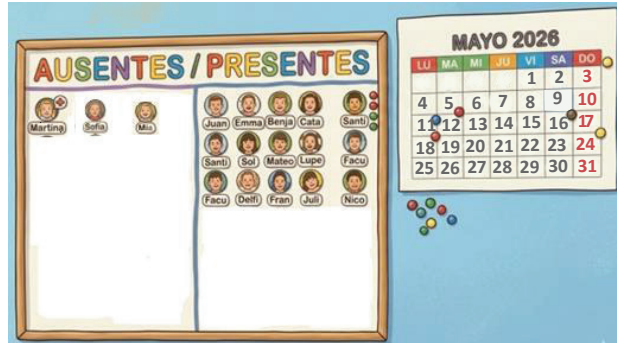 AUSENTES / PRESENTES
Martina Sofía Mía
Juan Emma Benja Cata Santi
Santi Sol Mateo Lupe Facu
Facu Delfi Fran Juli Nico
MAYO 2026
LU MA MI JU VI SA DO
1 2 3
4 5 6 7 8 9 10
11 12 13 14 15 16 17
18 19 20 21 22 23 24
25 26 27 28 29 30 31